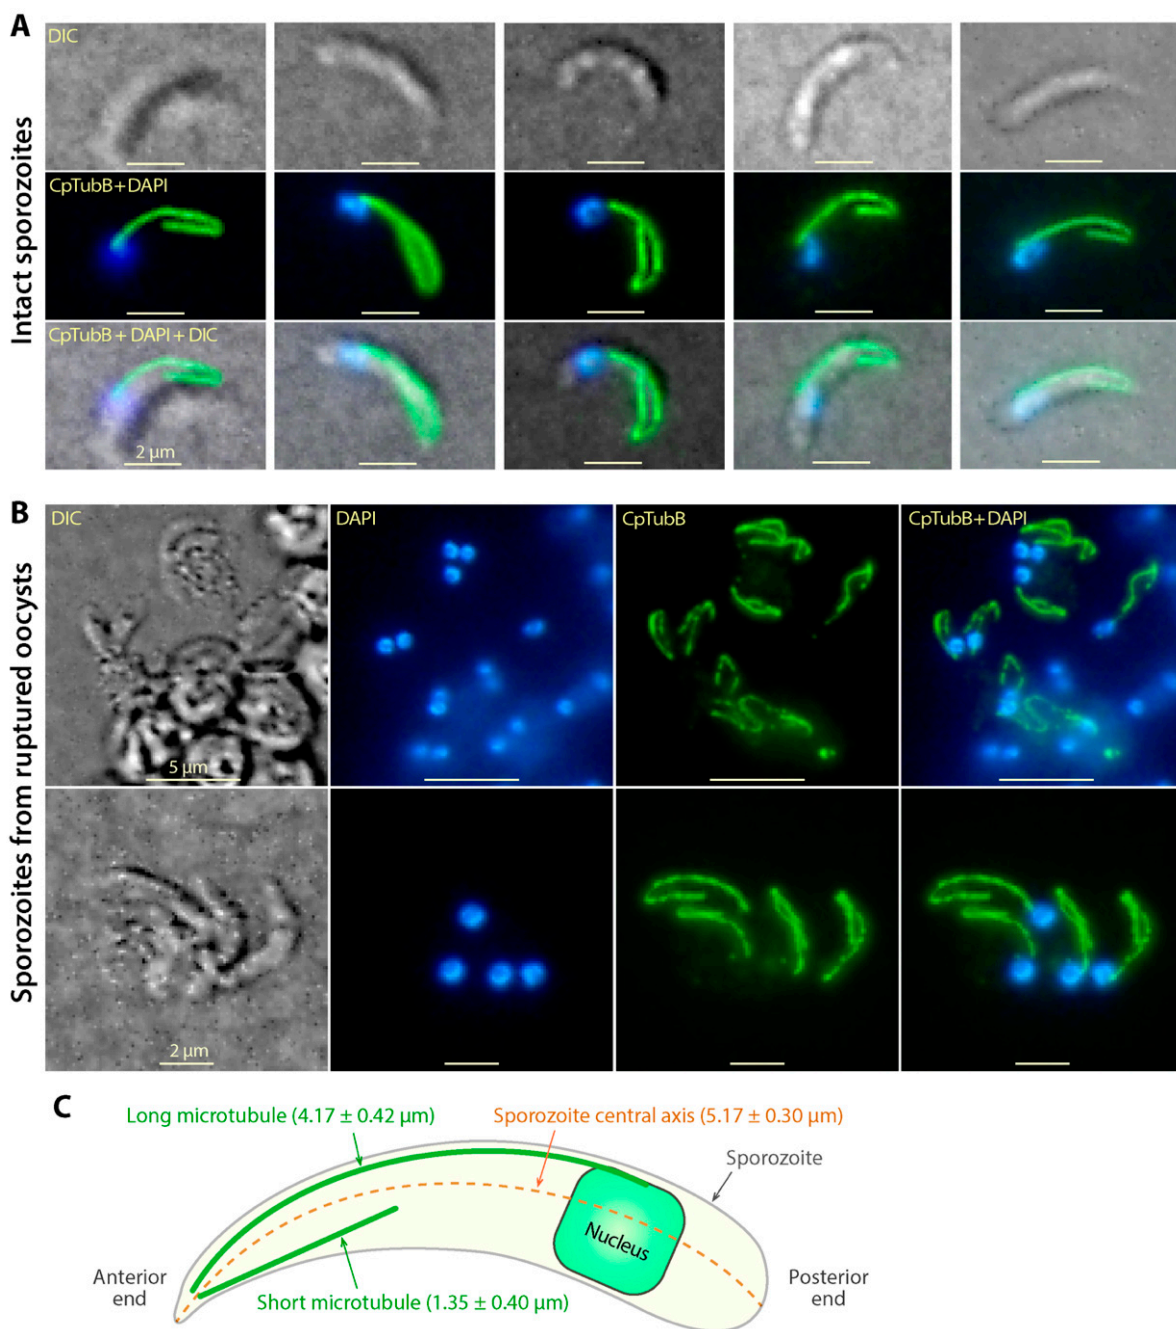 A
Intact sporozoites
DIC
CpTubB + DAPI
CpTubB + DAPI + DIC
2 µm
B
Sporozoites from ruptured oocysts
DIC
DAPI
CpTubB
CpTubB + DAPI
5 µm
2 µm
C
Long microtubule (4.17 ± 0.42 µm)
Sporozoite central axis (5.17 ± 0.30 µm)
Sporozoite
Nucleus
Anterior
end
Posterior
end
Short microtubule (1.35 ± 0.40 µm)